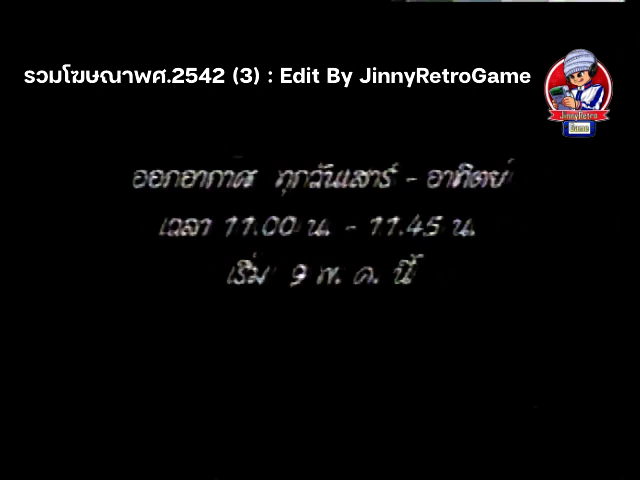 รวมโฆษณาพศ.2542 (3) : Edit By JinnyRetroGame
JinnyRetro
Game
ออกอากาศ ทุกวันเสาร์ - อาทิตย์
เวลา 11.00 น. - 11.45 น.
เริ่ม 9 พ. ค. นี้